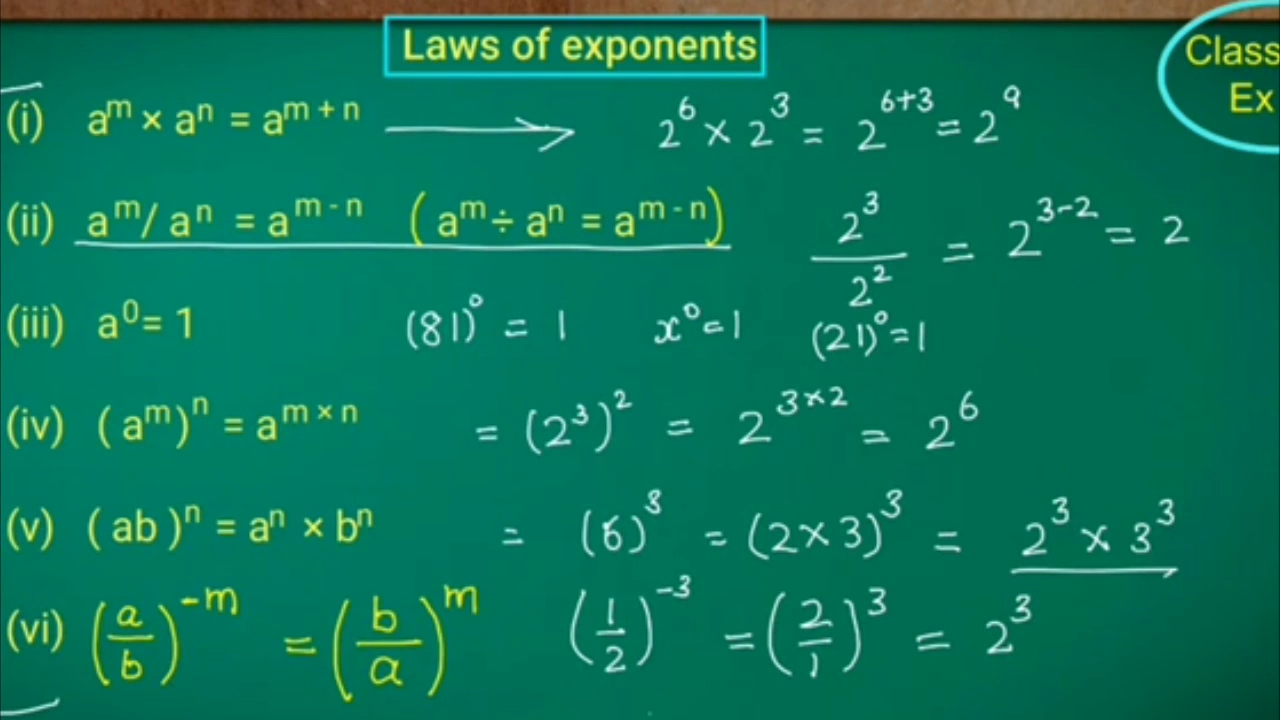 Laws of exponents
Class
Ex
(i) aᵐ × aⁿ = aᵐ⁺ⁿ → 2⁶ × 2³ = 2⁶⁺³ = 2⁹
(ii) aᵐ/ aⁿ = aᵐ⁻ⁿ (aᵐ ÷ aⁿ = aᵐ⁻ⁿ) 2³/2² = 2³⁻² = 2
(iii) a⁰ = 1 (81)⁰ = 1 x⁰ = 1 (21)⁰ = 1
(iv) (aᵐ)ⁿ = aᵐ ˣ ⁿ = (2³)² = 2³ˣ² = 2⁶
(v) (ab)ⁿ = aⁿ × bⁿ = (6)³ = (2×3)³ = 2³ × 3³
(vi) (a/b)⁻ᵐ = (b/a)ᵐ (1/2)⁻³ = (2/1)³ = 2³